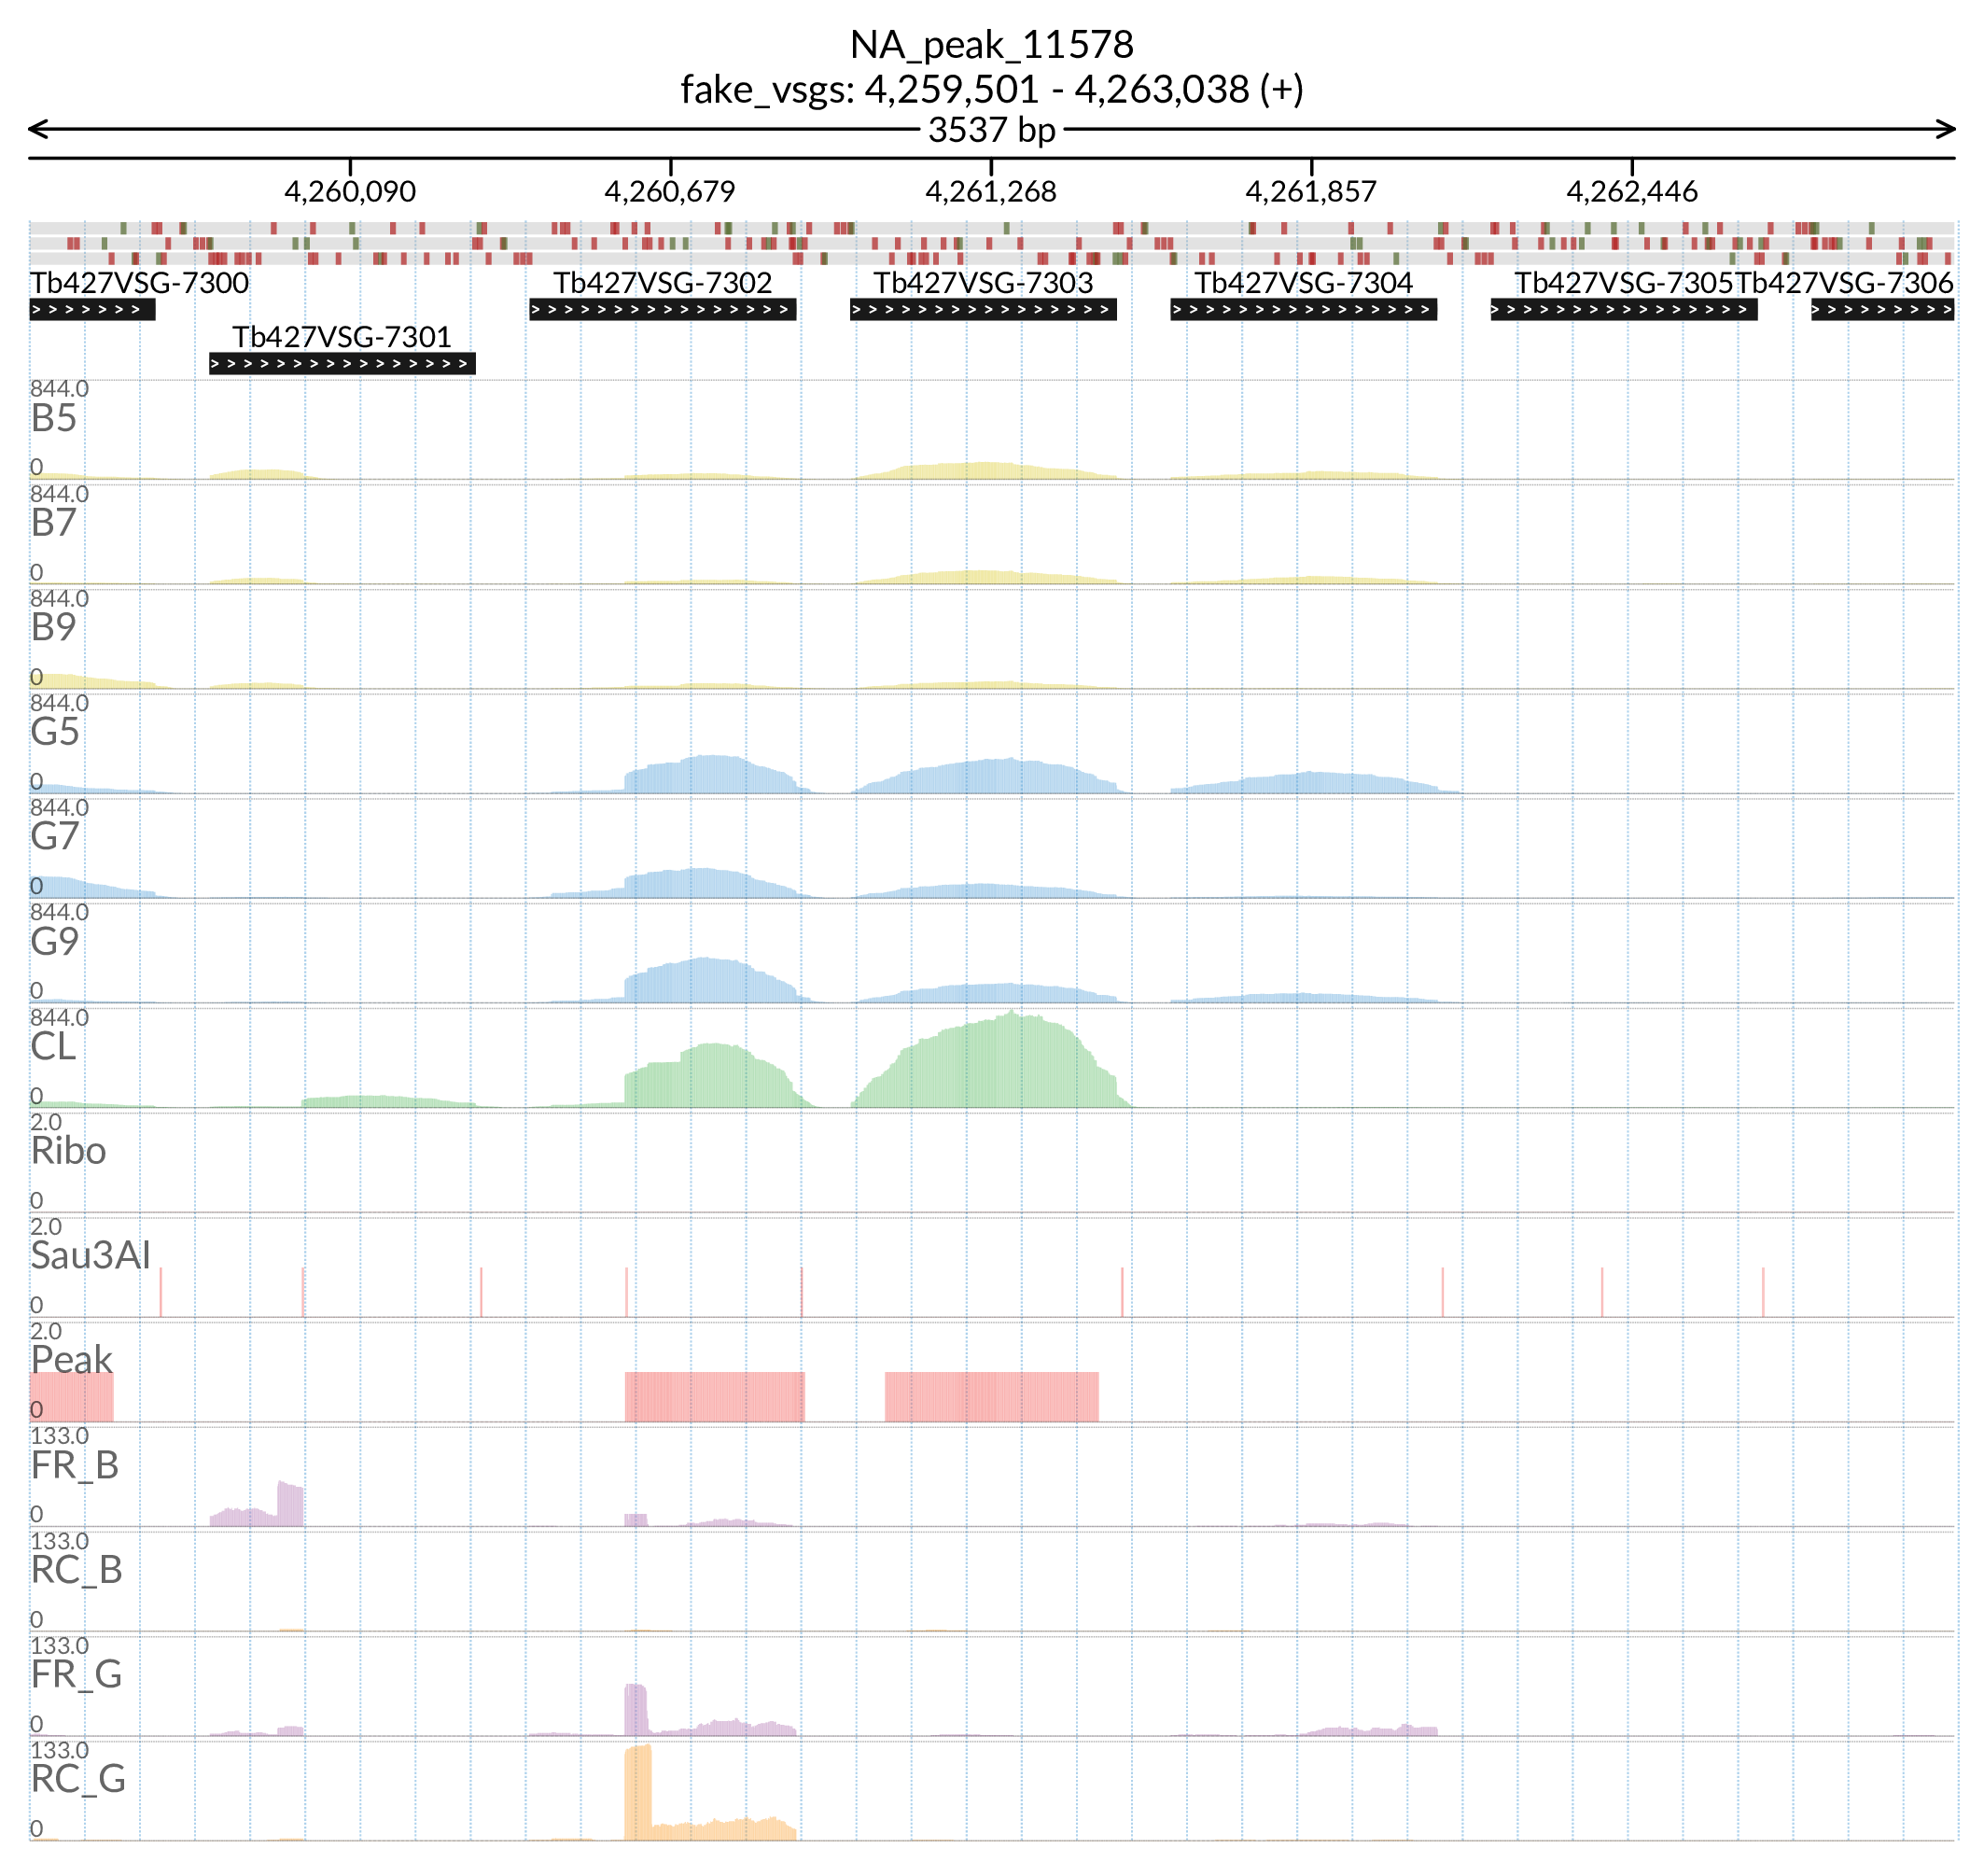 NA_peak_11578
fake_vsgs: 4,259,501 - 4,263,038 (+)
3537 bp
4,260,090 4,260,679 4,261,268 4,261,857 4,262,446
Tb427VSG-7300 Tb427VSG-7302 Tb427VSG-7303 Tb427VSG-7304 Tb427VSG-7305 Tb427VSG-7306
Tb427VSG-7301
844.0
B5
0
844.0
B7
0
844.0
B9
0
844.0
G5
0
844.0
G7
0
844.0
G9
0
844.0
CL
0
2.0
Ribo
0
2.0
Sau3AI
0
2.0
Peak
0
133.0
FR_B
0
133.0
RC_B
0
133.0
FR_G
0
133.0
RC_G
0